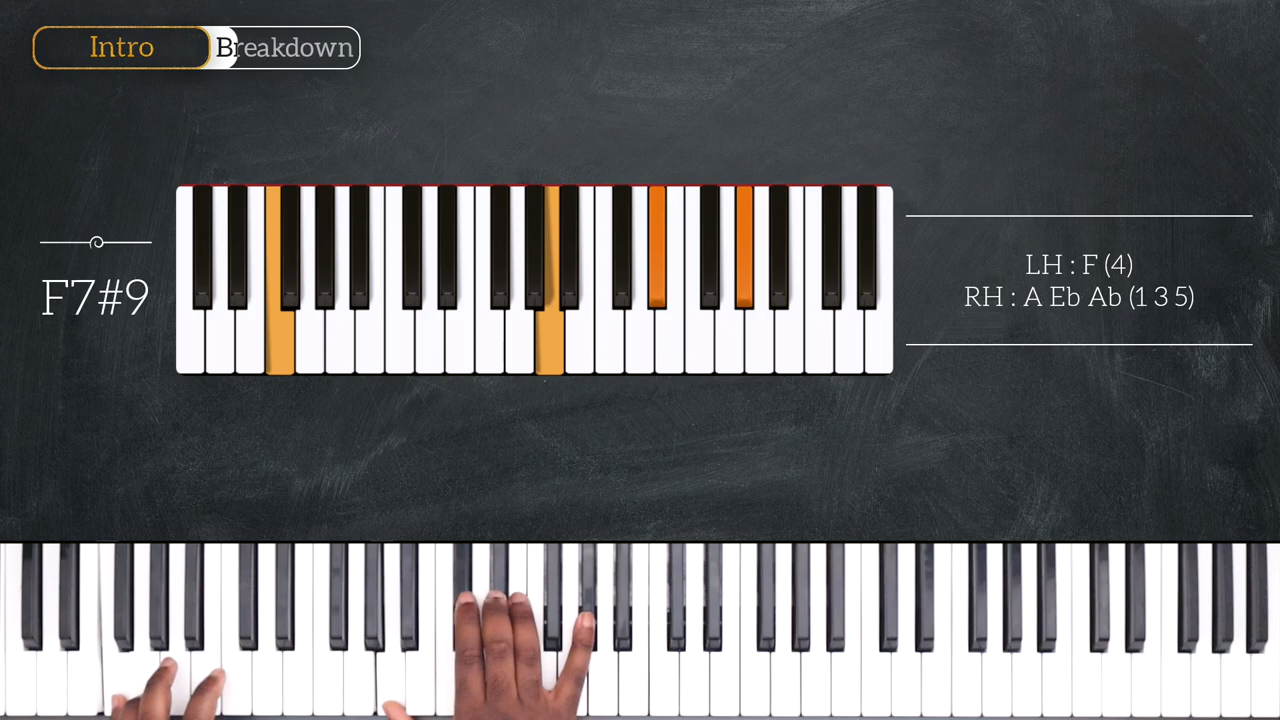 Intro
Breakdown
F7#9
LH : F (4)
RH : A Eb Ab (1 3 5)